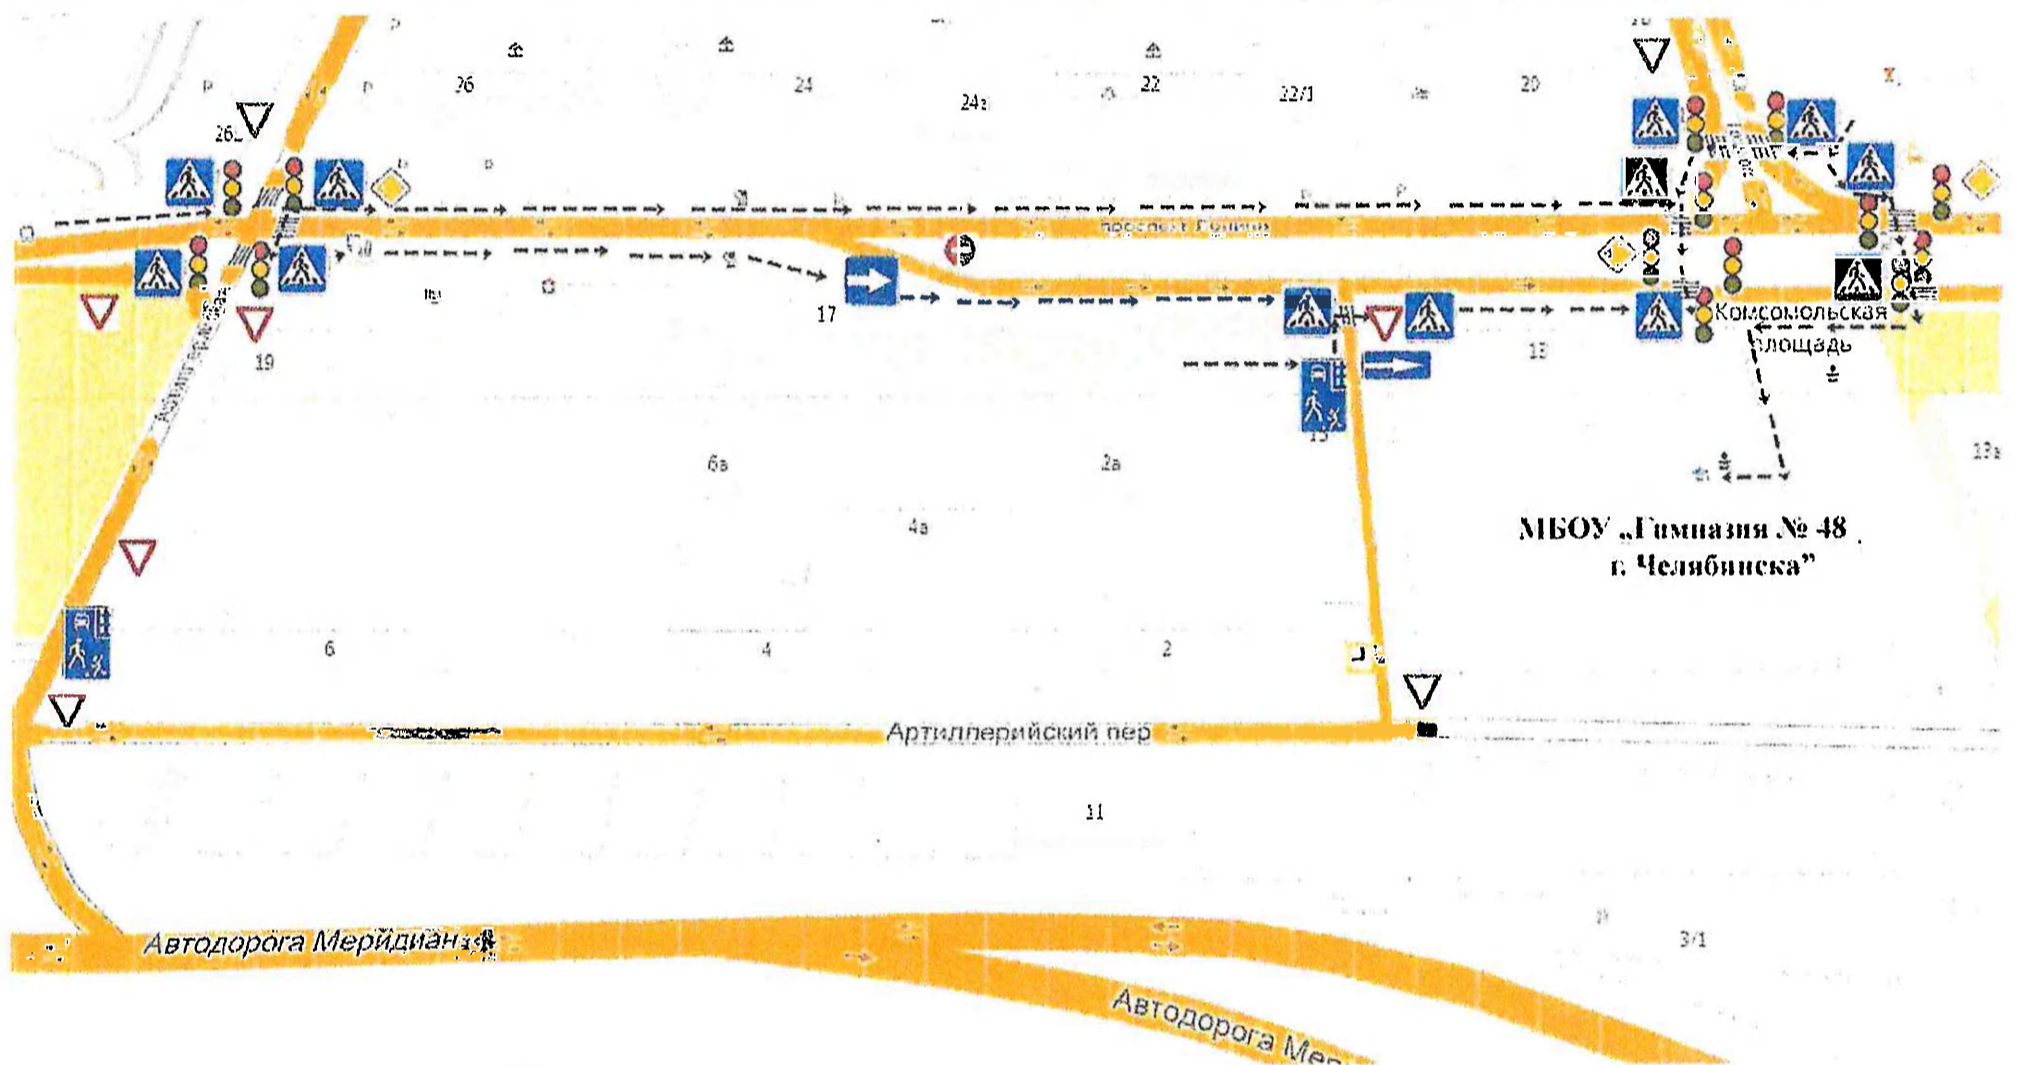 26
24
24а
22
22/1
20
проспект Ленина
17
19
Комсомольская
площадь
15
6а
2а
13а
4а
МБОУ „Гимназия № 48
г. Челябинска”
6
4
2
Артиллерийский пер
11
Автодорога Меридиан
3/1
Автодорога Мер